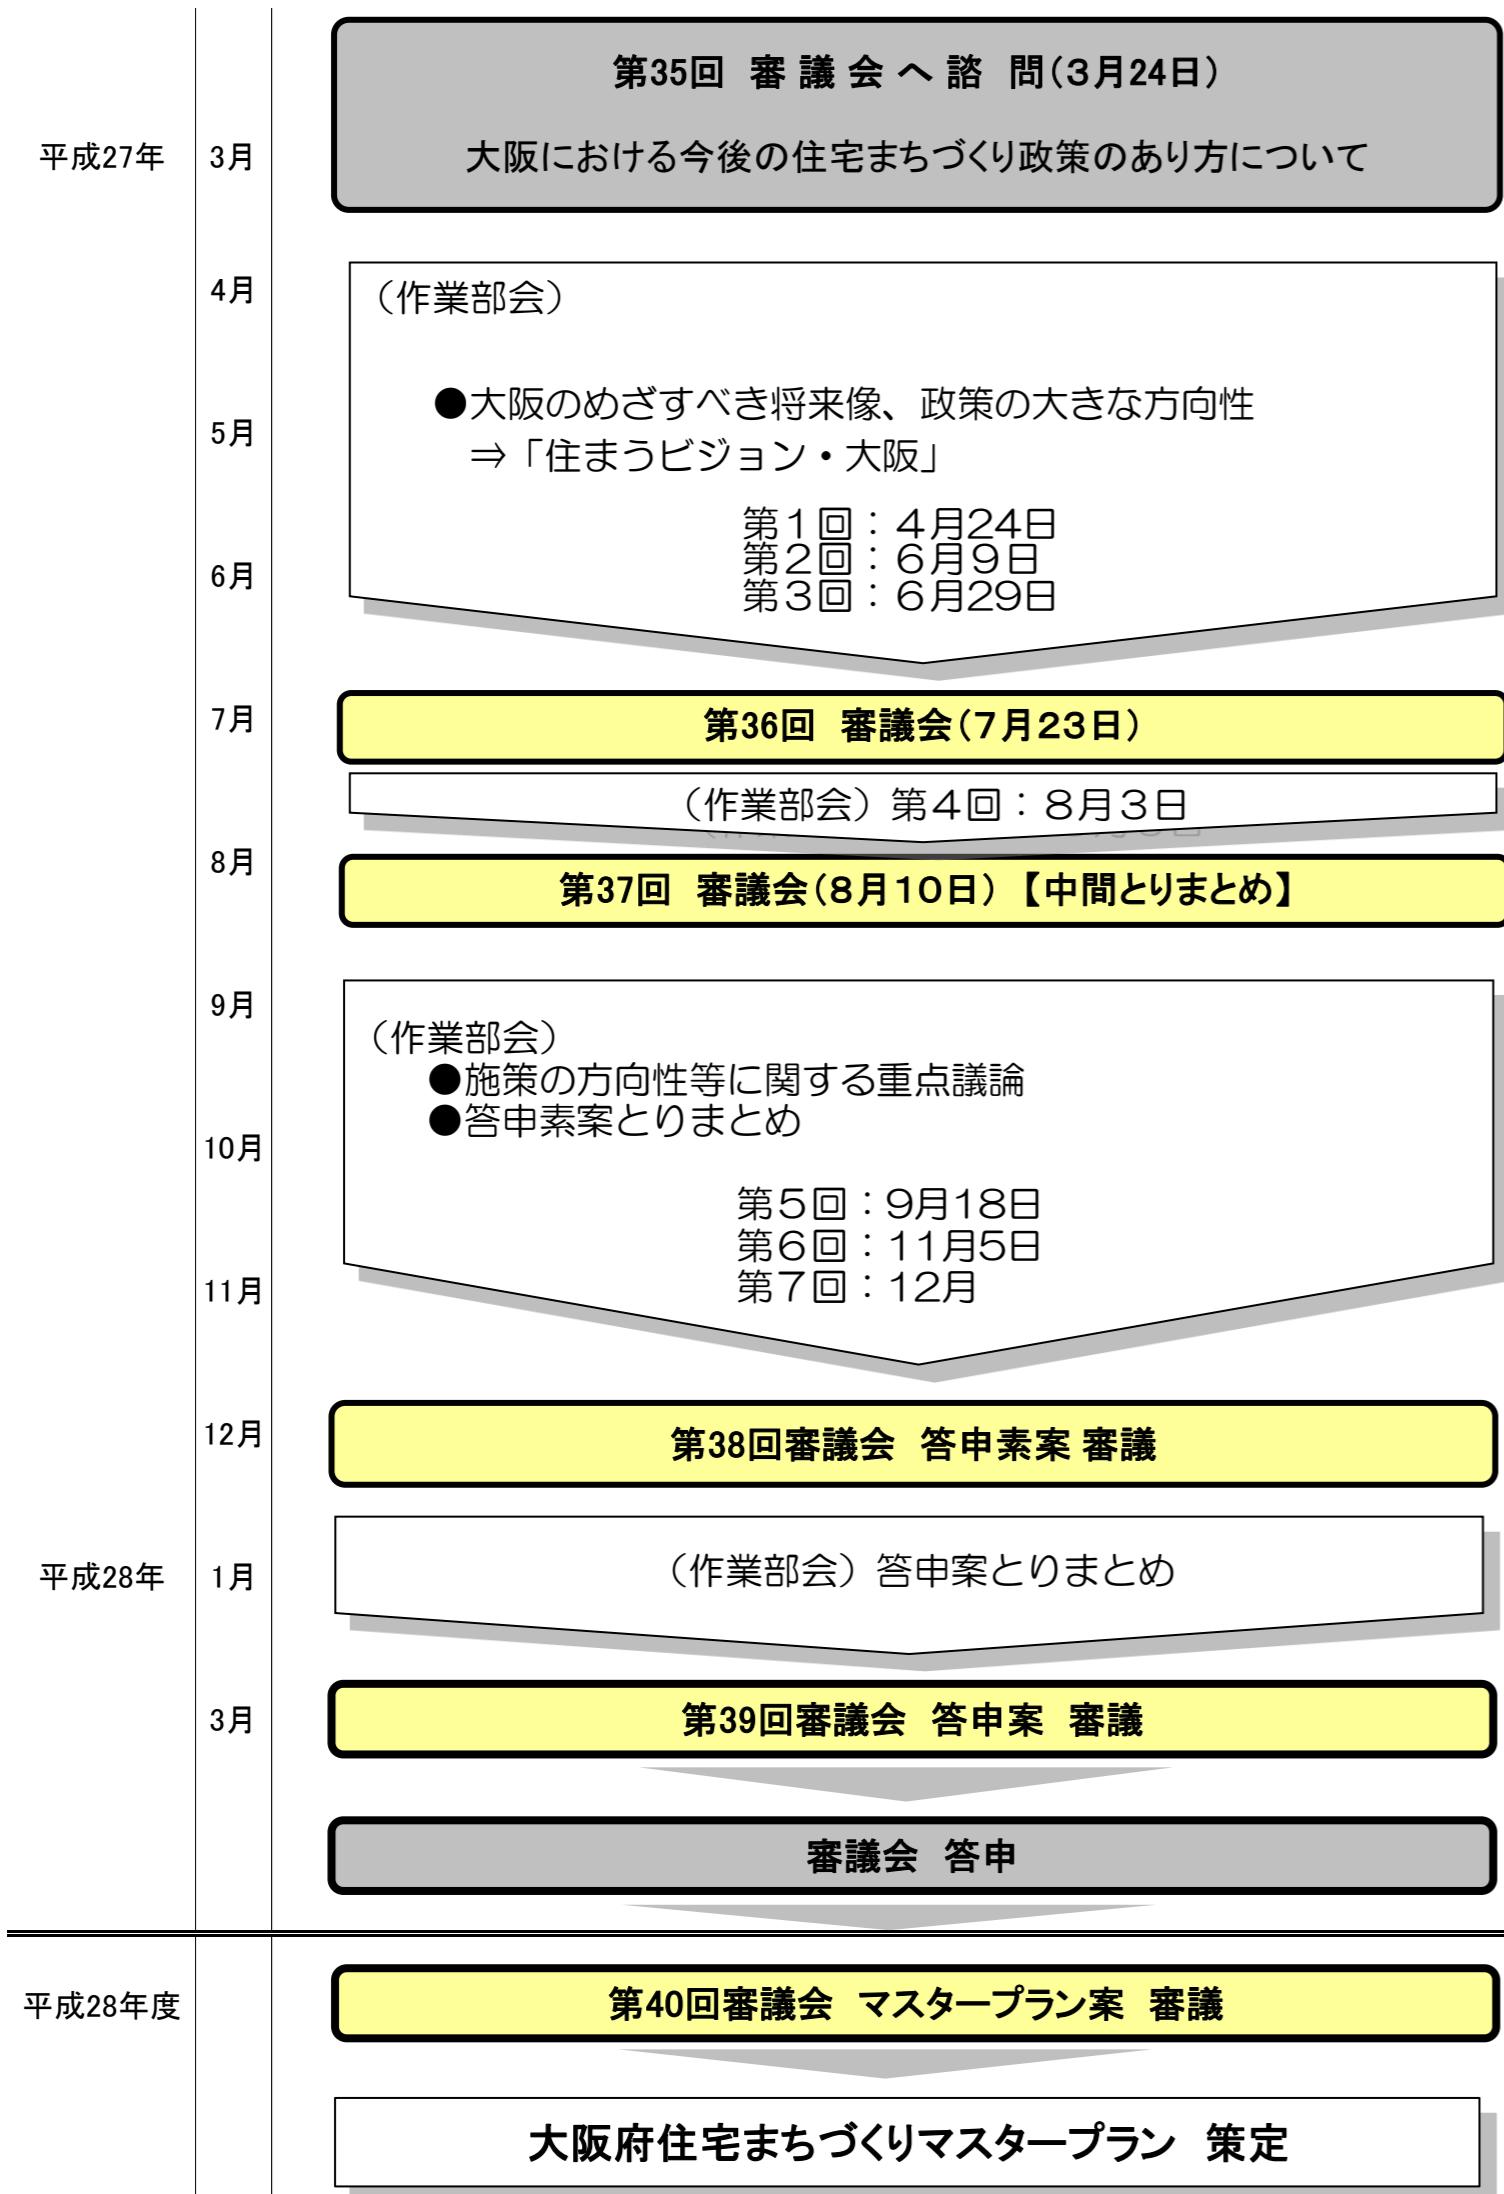 第35回 審 議 会 へ 諮 問(3月24日)
平成27年 3月 大阪における今後の住宅まちづくり政策のあり方について
4月
(作業部会)
●大阪のめざすべき将来像、政策の大きな方向性
5月
⇒「住まうビジョン・大阪」
第1回:4月24日
第2回:6月9日
6月
第3回:6月29日
7月
第36回 審議会(7月23日)
(作業部会)第4回:8月3日
8月
第37回 審議会(8月10日)【中間とりまとめ】
9月
(作業部会)
●施策の方向性等に関する重点議論
●答申素案とりまとめ
10月
第5回:9月18日
第6回:11月5日
第7回:12月
11月
12月
第38回審議会 答申素案 審議
平成28年 1月
(作業部会)答申案とりまとめ
3月
第39回審議会 答申案 審議
審議会 答申
平成28年度
第40回審議会 マスタープラン案 審議
大阪府住宅まちづくりマスタープラン 策定